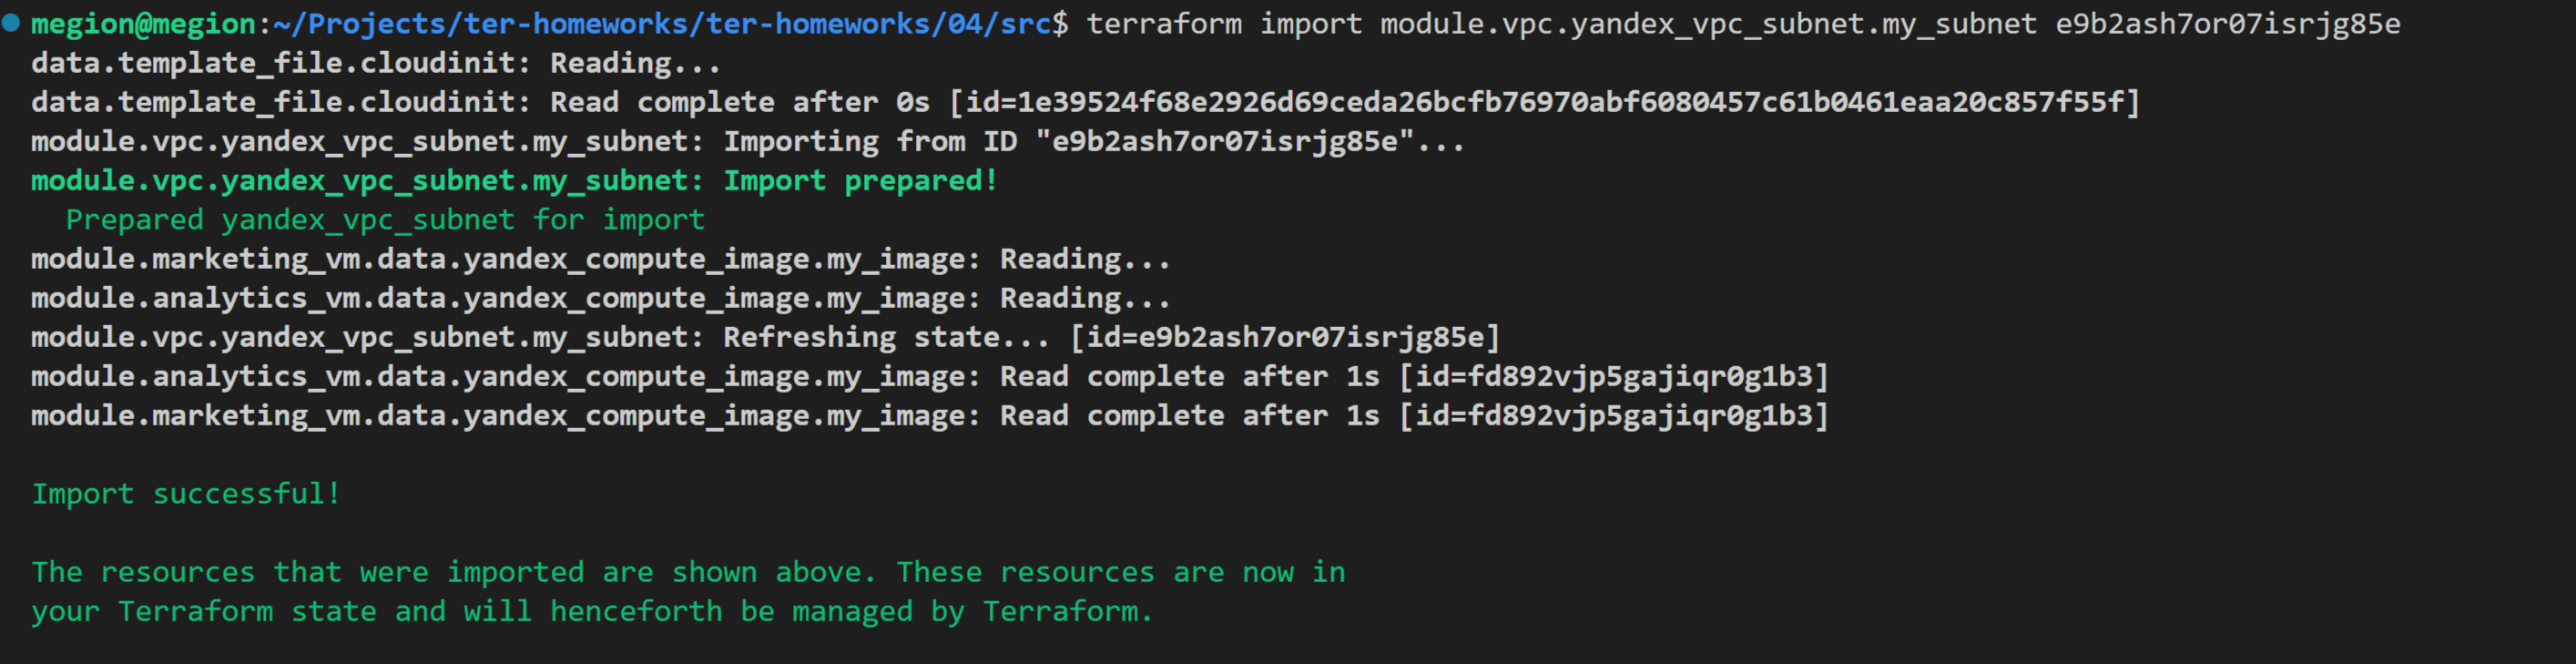 megion@megion:~/Projects/ter-homeworks/ter-homeworks/04/src$ terraform import module.vpc.yandex_vpc_subnet.my_subnet e9b2ash7or07isrjg85e
data.template_file.cloudinit: Reading...
data.template_file.cloudinit: Read complete after 0s [id=1e39524f68e2926d69ceda26bcfb76970abf6080457c61b0461eaa20c857f55f]
module.vpc.yandex_vpc_subnet.my_subnet: Importing from ID "e9b2ash7or07isrjg85e"...
module.vpc.yandex_vpc_subnet.my_subnet: Import prepared!
  Prepared yandex_vpc_subnet for import
module.marketing_vm.data.yandex_compute_image.my_image: Reading...
module.analytics_vm.data.yandex_compute_image.my_image: Reading...
module.vpc.yandex_vpc_subnet.my_subnet: Refreshing state... [id=e9b2ash7or07isrjg85e]
module.analytics_vm.data.yandex_compute_image.my_image: Read complete after 1s [id=fd892vjp5gajiqr0g1b3]
module.marketing_vm.data.yandex_compute_image.my_image: Read complete after 1s [id=fd892vjp5gajiqr0g1b3]
Import successful!
The resources that were imported are shown above. These resources are now in
your Terraform state and will henceforth be managed by Terraform.